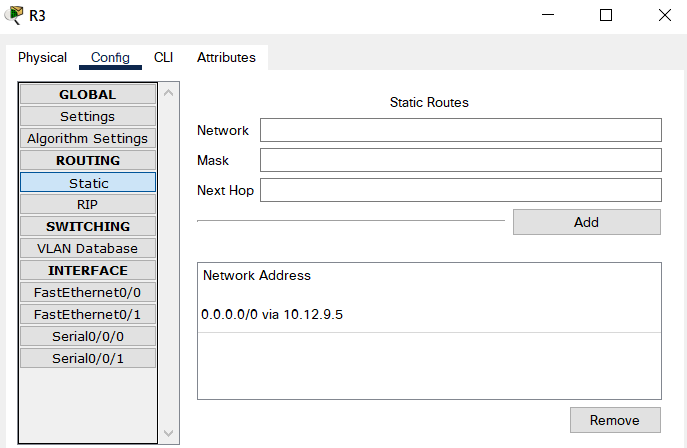 R3
Physical Config CLI Attributes
GLOBAL
Settings
Algorithm Settings
ROUTING
Static
RIP
SWITCHING
VLAN Database
INTERFACE
FastEthernet0/0
FastEthernet0/1
Serial0/0/0
Serial0/0/1
Static Routes
Network
Mask
Next Hop
Add
Network Address
0.0.0.0/0 via 10.12.9.5
Remove